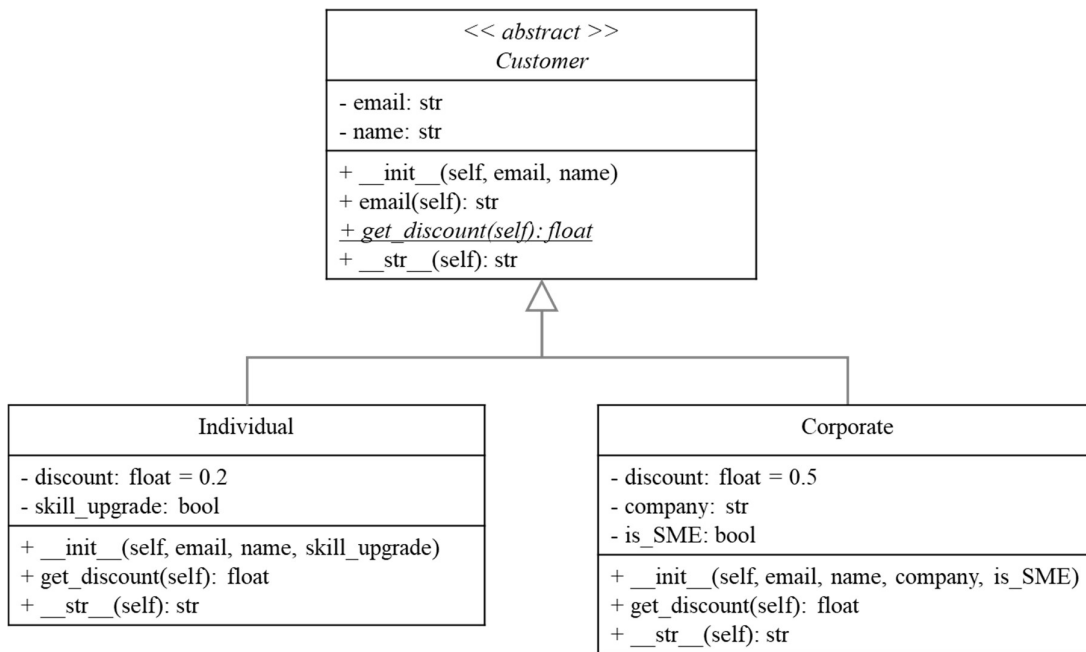 << abstract >>
Customer
- email: str
- name: str
+ __init__(self, email, name)
+ email(self): str
+ get_discount(self): float
+ __str__(self): str
Individual
- discount: float = 0.2
- skill_upgrade: bool
+ __init__(self, email, name, skill_upgrade)
+ get_discount(self): float
+ __str__(self): str
Corporate
- discount: float = 0.5
- company: str
- is_SME: bool
+ __init__(self, email, name, company, is_SME)
+ get_discount(self): float
+ __str__(self): str